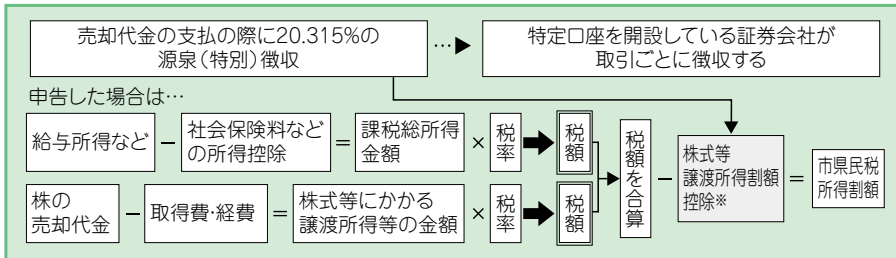 売却代金の支払の際に20.315%の
源泉（特別）徴収
… ▶
特定口座を開設している証券会社が
取引ごとに徴収する
申告した場合は…
給与所得など
－
社会保険料など
の所得控除
＝
課税総所得
金額
×
税率
税額
株の
売却代金
－
取得費・経費
＝
株式等にかかる
譲渡所得等の金額
×
税率
税額
税額を合算
－
株式等
譲渡所得割額
控除※
＝
市県民税
所得割額